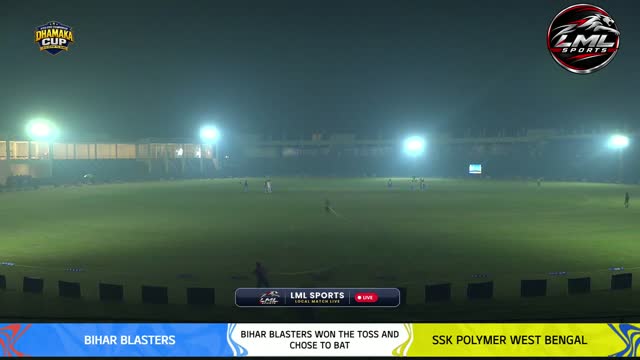 DHAMAKA
CUP
LML
SPORTS
LML SPORTS
LOCAL MATCH LIVE
LIVE
BIHAR BLASTERS
BIHAR BLASTERS WON THE TOSS AND
CHOSE TO BAT
SSK POLYMER WEST BENGAL